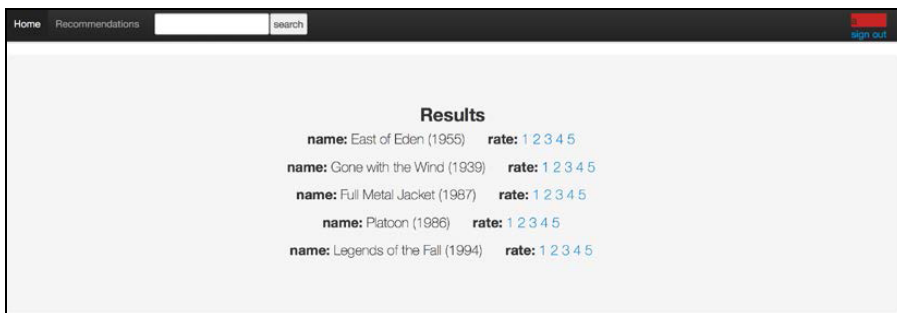 Home Recommendations search
sign out
Results
name: East of Eden (1955) rate: 1 2 3 4 5
name: Gone with the Wind (1939) rate: 1 2 3 4 5
name: Full Metal Jacket (1987) rate: 1 2 3 4 5
name: Platoon (1986) rate: 1 2 3 4 5
name: Legends of the Fall (1994) rate: 1 2 3 4 5